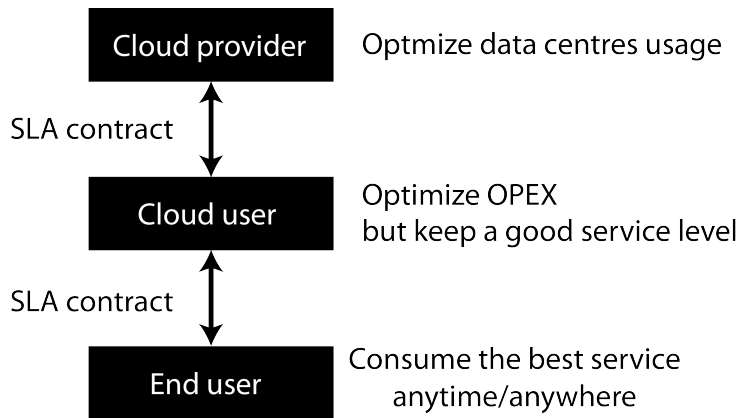 Cloud provider
Optmize data centres usage
SLA contract
Cloud user
Optimize OPEX
but keep a good service level
SLA contract
End user
Consume the best service
anytime/anywhere